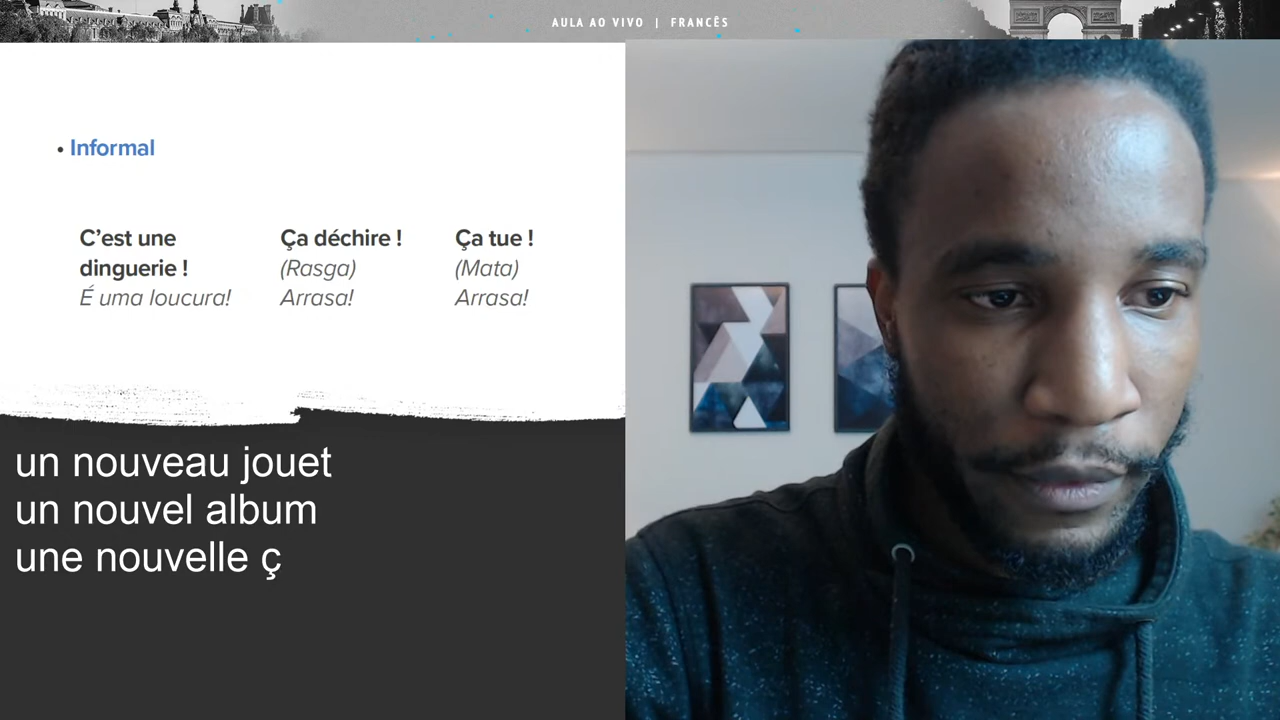 AULA AO VIVO | FRANCÊS
• Informal
C'est une
dinguerie !
É uma loucura!
Ça déchire !
(Rasga)
Arrasa!
Ça tue !
(Mata)
Arrasa!
un nouveau jouet
un nouvel album
une nouvelle ç